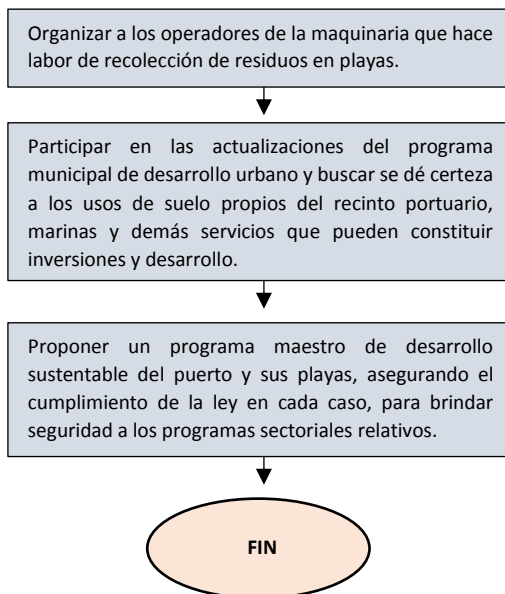 Organizar a los operadores de la maquinaria que hace
labor de recolección de residuos en playas.
Participar en las actualizaciones del programa
municipal de desarrollo urbano y buscar se dé certeza
a los usos de suelo propios del recinto portuario,
marinas y demás servicios que pueden constituir
inversiones y desarrollo.
Proponer un programa maestro de desarrollo
sustentable del puerto y sus playas, asegurando el
cumplimiento de la ley en cada caso, para brindar
seguridad a los programas sectoriales relativos.
FIN